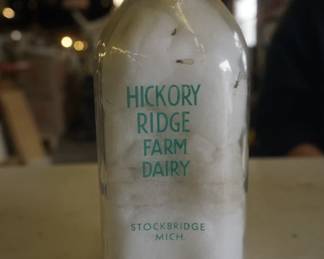 HICKORY
RIDGE
FARM
DAIRY
STOCKBRIDGE
MICH.